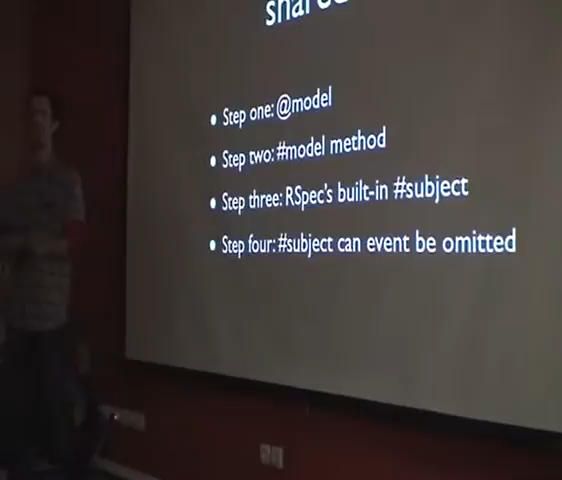 shared
• Step one: @model
• Step two: #model method
• Step three: RSpec's built-in #subject
• Step four: #subject can event be omitted